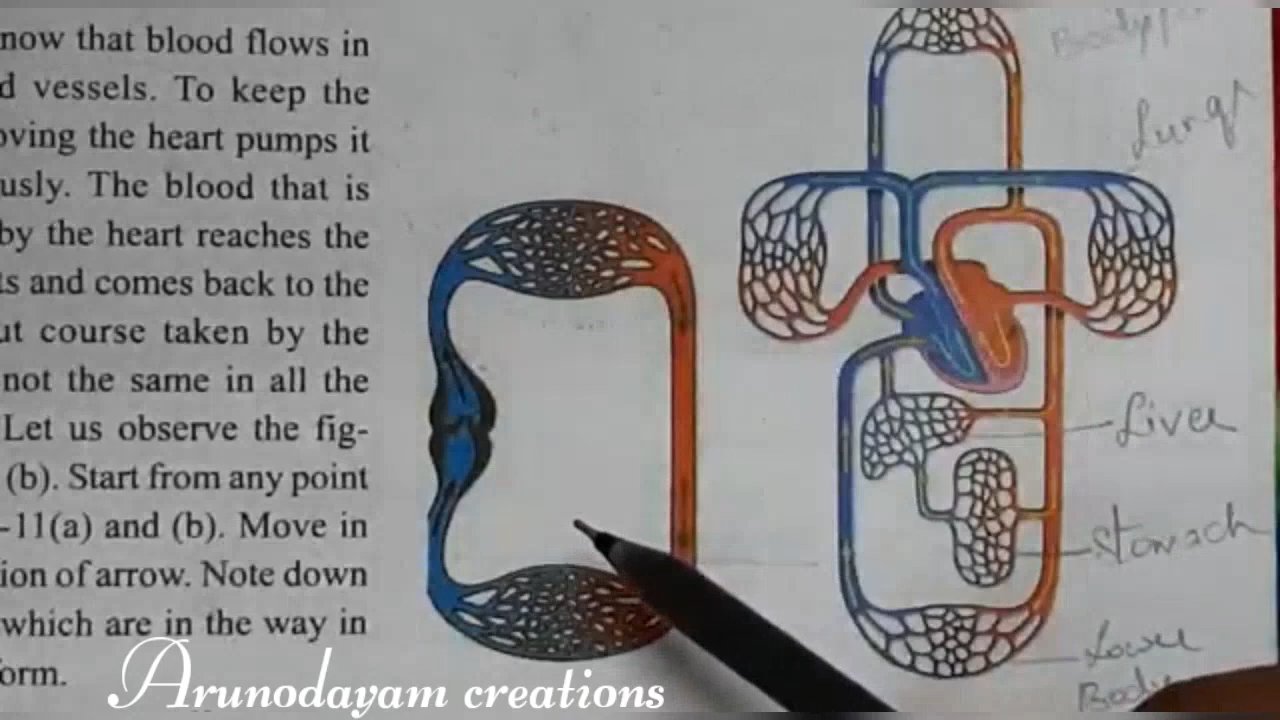 now that blood flows in
d vessels. To keep the
oving the heart pumps it
usly. The blood that is
by the heart reaches the
ts and comes back to the
ut course taken by the
not the same in all the
Let us observe the fig-
(b). Start from any point
-11(a) and (b). Move in
ion of arrow. Note down
which are in the way in
orm.
Lungs
Liver
Stomach
Lower
Body
Arunodayam creations